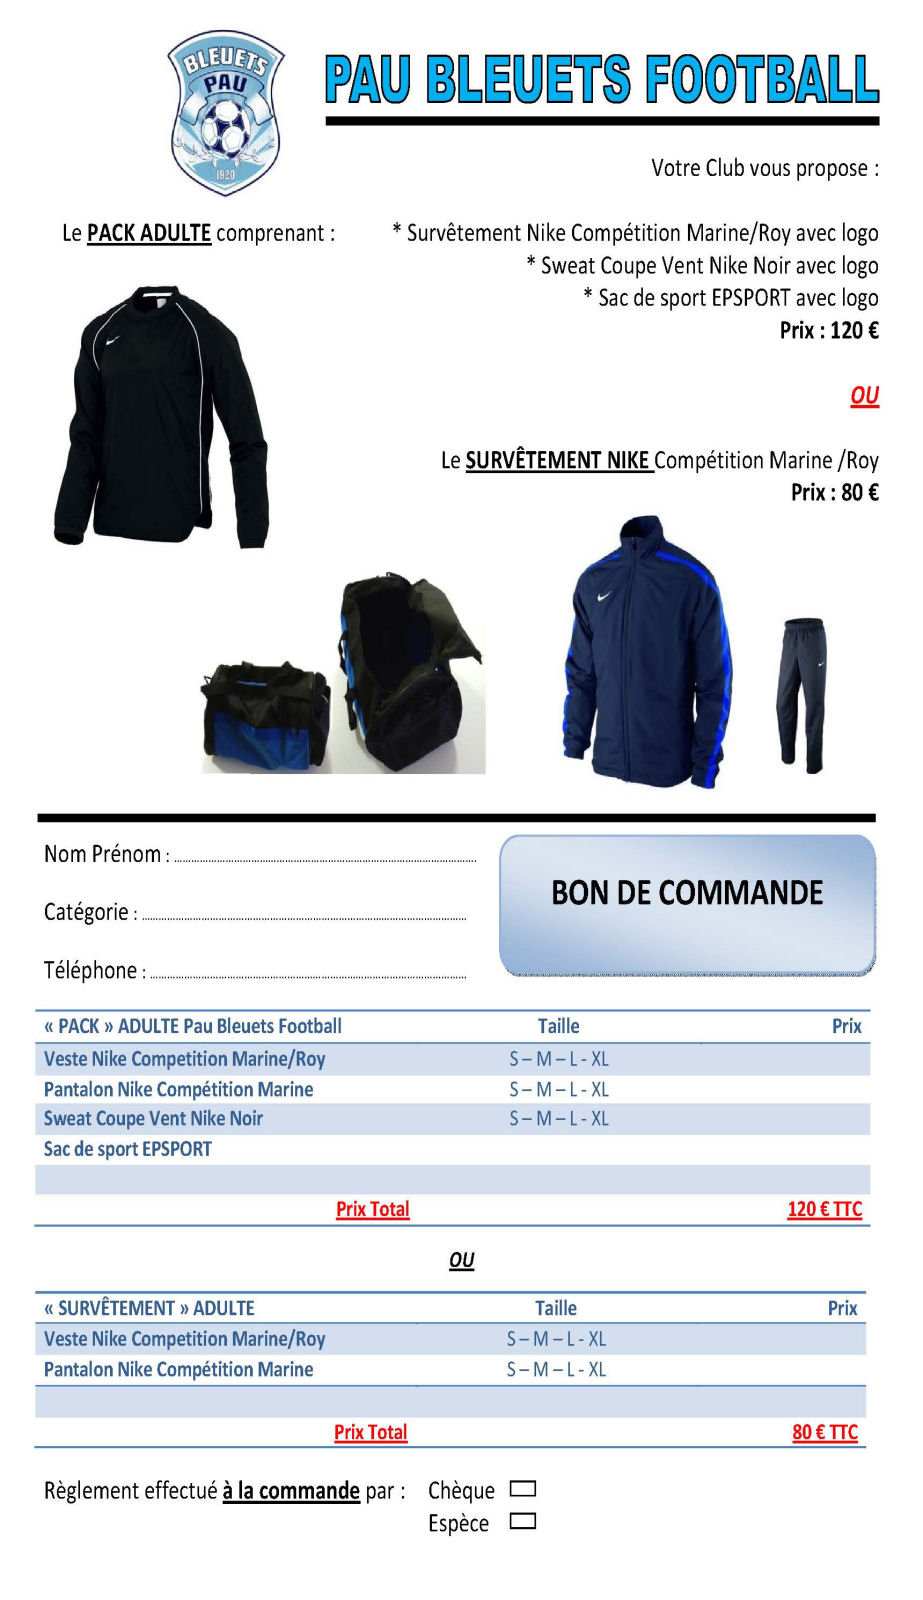 BLEUETS
PAU
1920
PAU BLEUETS FOOTBALL
Votre Club vous propose :
Le PACK ADULTE comprenant :
* Survêtement Nike Compétition Marine/Roy avec logo
* Sweat Coupe Vent Nike Noir avec logo
* Sac de sport EPSPORT avec logo
Prix : 120 €
OU
Le SURVÊTEMENT NIKE Compétition Marine /Roy
Prix : 80 €
Nom Prénom : ................................................
Catégorie : ................................................
Téléphone : ................................................
BON DE COMMANDE
« PACK » ADULTE Pau Bleuets Football Taille Prix
Veste Nike Competition Marine/Roy S – M – L - XL
Pantalon Nike Compétition Marine S – M – L - XL
Sweat Coupe Vent Nike Noir S – M – L - XL
Sac de sport EPSPORT
Prix Total 120 € TTC
OU
« SURVÊTEMENT » ADULTE Taille Prix
Veste Nike Competition Marine/Roy S – M – L - XL
Pantalon Nike Compétition Marine S – M – L - XL
Prix Total 80 € TTC
Règlement effectué à la commande par : Chèque
Espèce